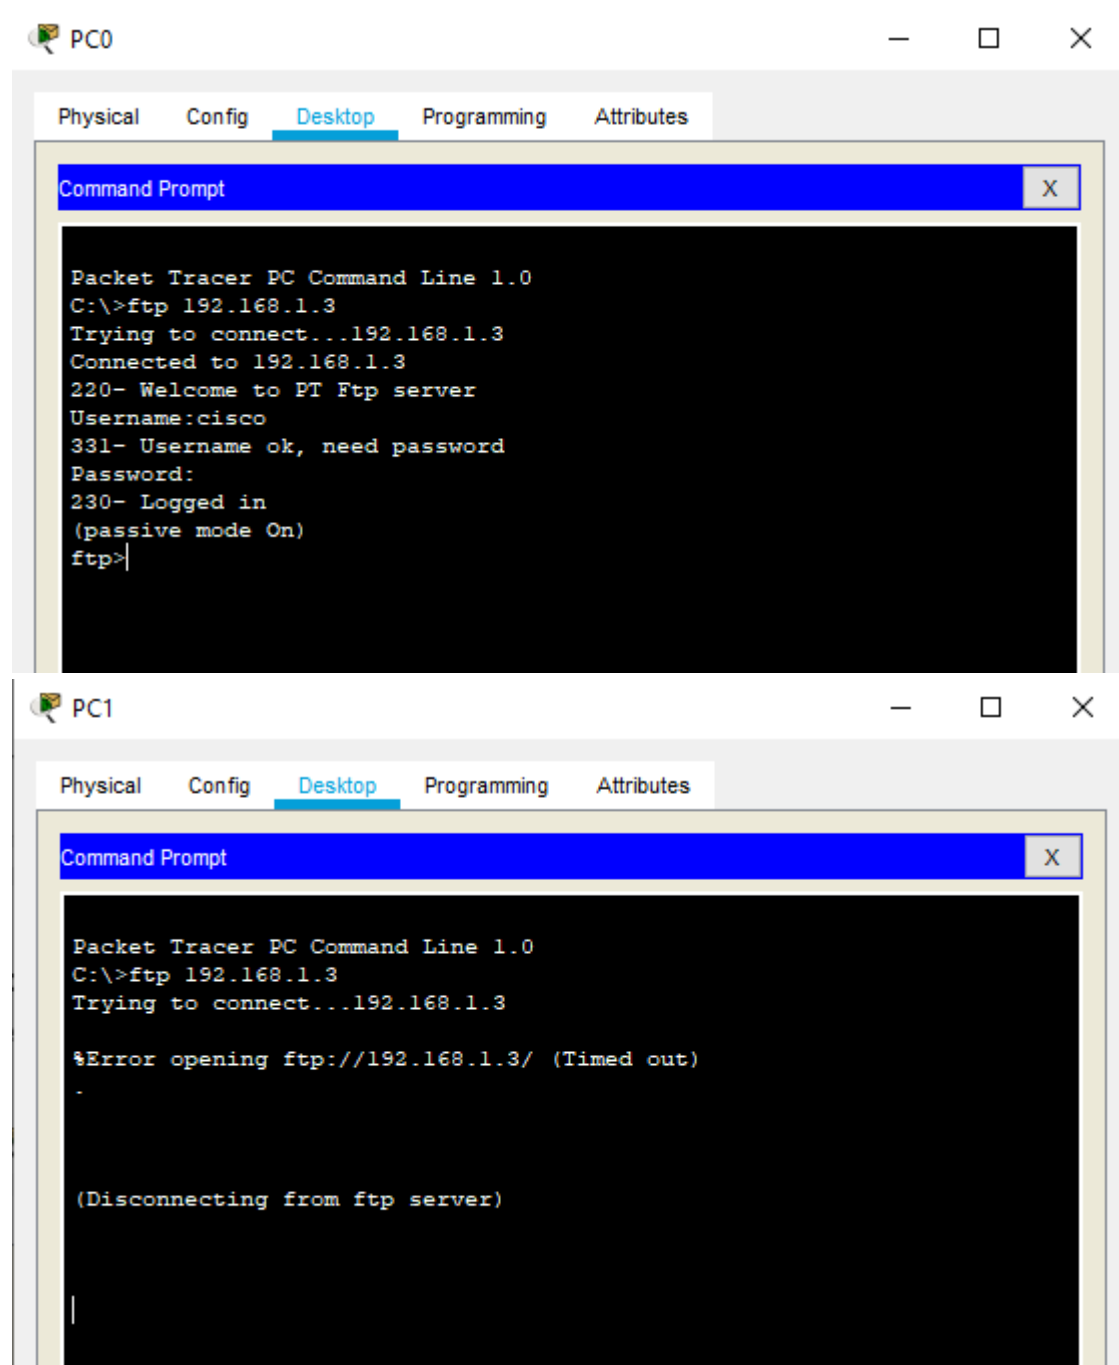 PC0
Physical Config Desktop Programming Attributes
Command Prompt X
Packet Tracer PC Command Line 1.0
C:\>ftp 192.168.1.3
Trying to connect...192.168.1.3
Connected to 192.168.1.3
220- Welcome to PT Ftp server
Username:cisco
331- Username ok, need password
Password:
230- Logged in
(passive mode On)
ftp>
PC1
Physical Config Desktop Programming Attributes
Command Prompt X
Packet Tracer PC Command Line 1.0
C:\>ftp 192.168.1.3
Trying to connect...192.168.1.3
%Error opening ftp://192.168.1.3/ (Timed out)
.
(Disconnecting from ftp server)